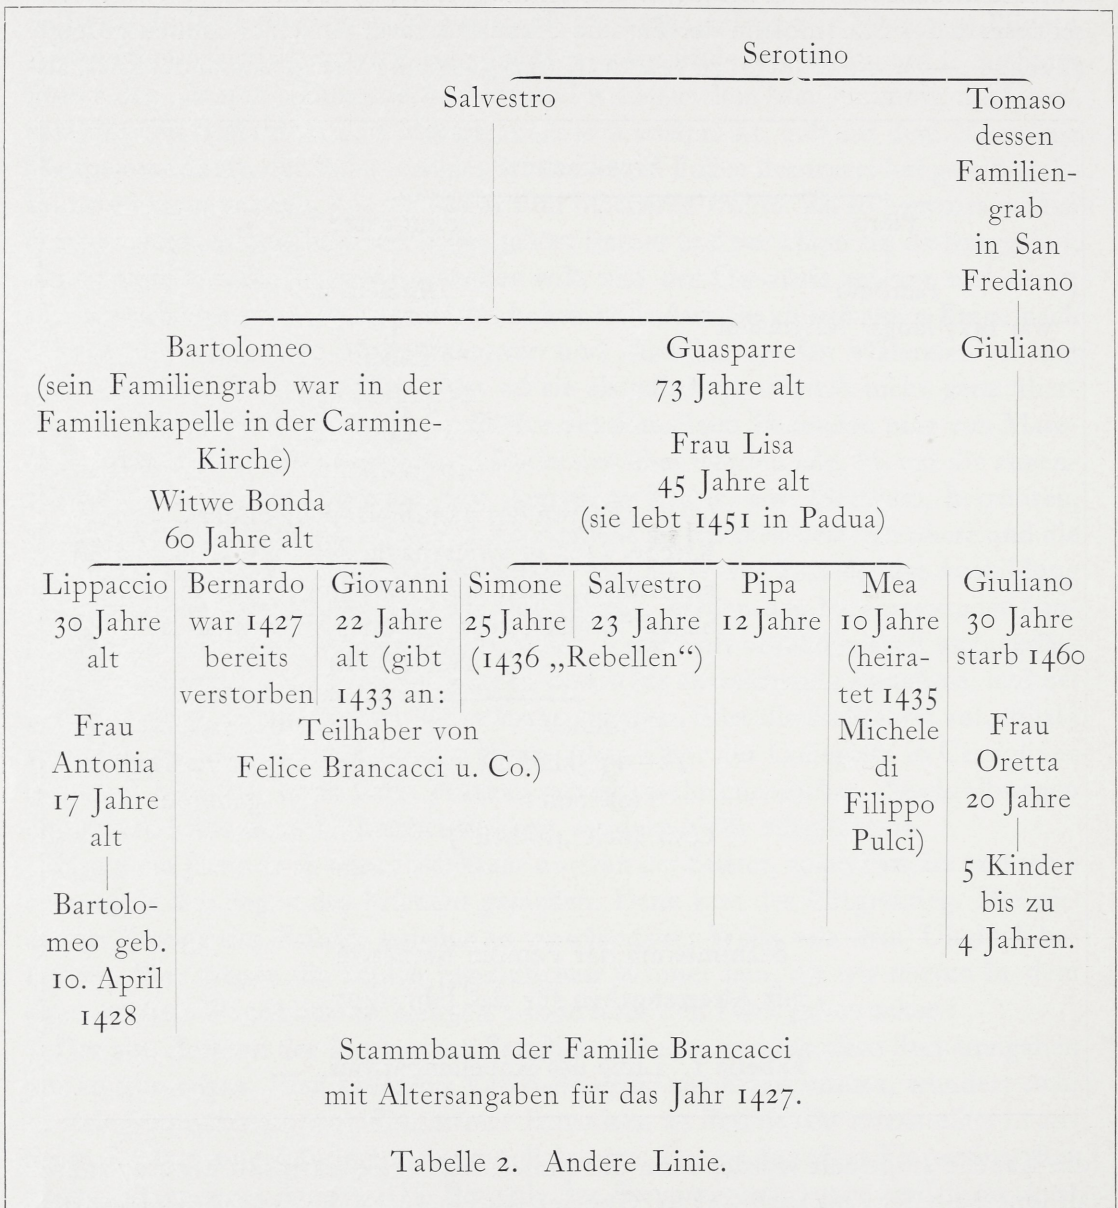 Serotino
Salvestro
Tomaso
dessen
Familien-
grab
in San
Frediano
Bartolomeo
(sein Familiengrab war in der
Familienkapelle in der Carmine-
Kirche)
Witwe Bonda
60 Jahre alt
Guasparre
73 Jahre alt
Frau Lisa
45 Jahre alt
(sie lebt 1451 in Padua)
Giuliano
Lippaccio
30 Jahre
alt
Frau
Antonia
17 Jahre
alt
Bartolo-
meo geb.
10. April
1428
Bernardo
war 1427
bereits
verstorben
Giovanni
22 Jahre
alt (gibt
1433 an:
Teilhaber von
Felice Brancacci u. Co.)
Simone
25 Jahre
Salvestro
23 Jahre
(1436 „Rebellen“)
Pipa
12 Jahre
Mea
10 Jahre
(heira-
tet 1435
Michele
di
Filippo
Pulci)
Giuliano
30 Jahre
starb 1460
Frau
Oretta
20 Jahre
5 Kinder
bis zu
4 Jahren.
Stammbaum der Familie Brancacci
mit Altersangaben für das Jahr 1427.
Tabelle 2. Andere Linie.